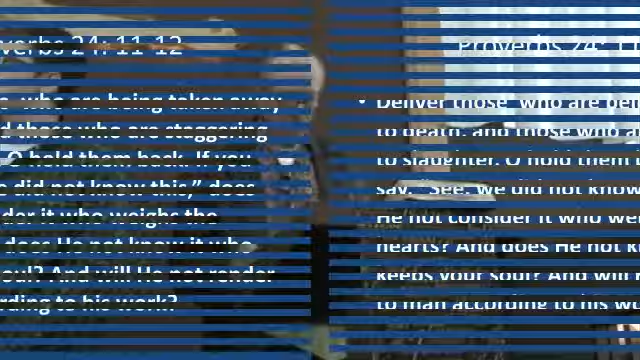 verbs 24: 11-12
who are being taken away
those who are staggering
O hold them back. If you
did not know this,” does
der it who weighs the
does He not know it who
oul? And will He not render
rding to his work?
Proverbs 24: 1
• Deliver those who are bei
to death, and those who a
to slaughter, O hold them
say, “See, we did not know
He not consider it who wei
hearts? And does He not k
keeps your soul? And will
to man according to his wo